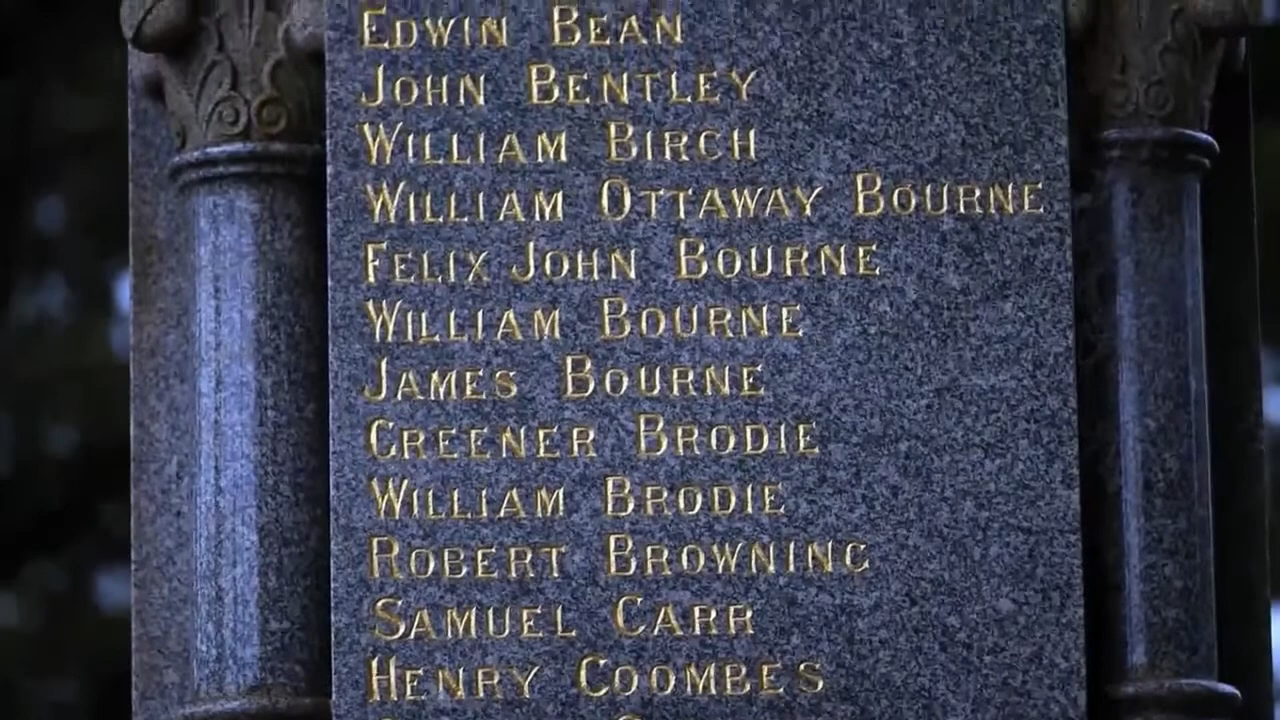 EDWIN BEAN
JOHN BENTLEY
WILLIAM BIRCH
WILLIAM OTTAWAY BOURNE
FELIX JOHN BOURNE
WILLIAM BOURNE
JAMES BOURNE
GREENER BRODIE
WILLIAM BRODIE
ROBERT BROWNING
SAMUEL CARR
HENRY COOMBES